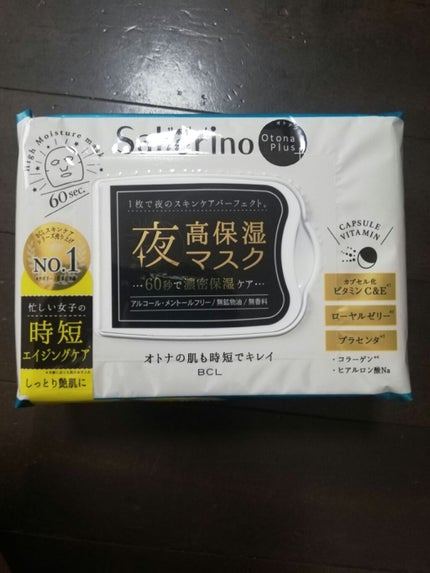 High Moisture mask
60 sec.
Saborino
Otona
Plus
1枚で夜のスキンケアパーフェクト。
夜 高保湿
マスク
60秒で濃密保湿ケア
アルコール・メントールフリー / 無鉱物油 / 無香料
NO.1
忙しい女子の
時短
エイジングケア
しっとり艶肌に
オトナの肌も時短でキレイ
BCL
CAPSULE
VITAMIN
カプセル化
ビタミンC&E
ローヤルゼリー
プラセンタ
・コラーゲン
・ヒアルロン酸Na